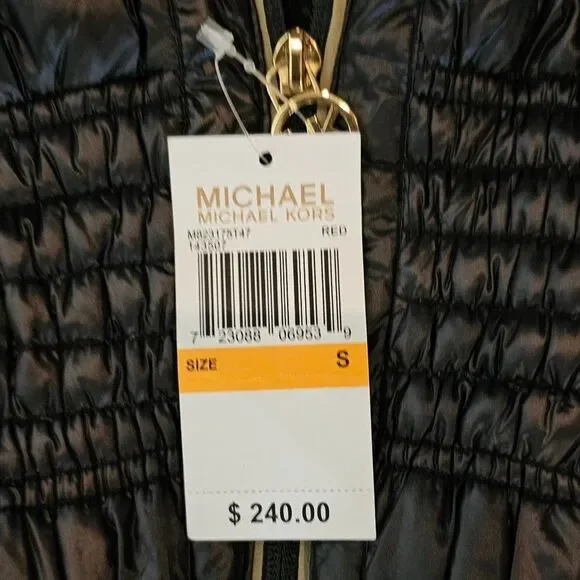 MICHAEL
MICHAEL KORS
M823175147 RED
143507
7 23088 06953 9
SIZE S
$ 240.00